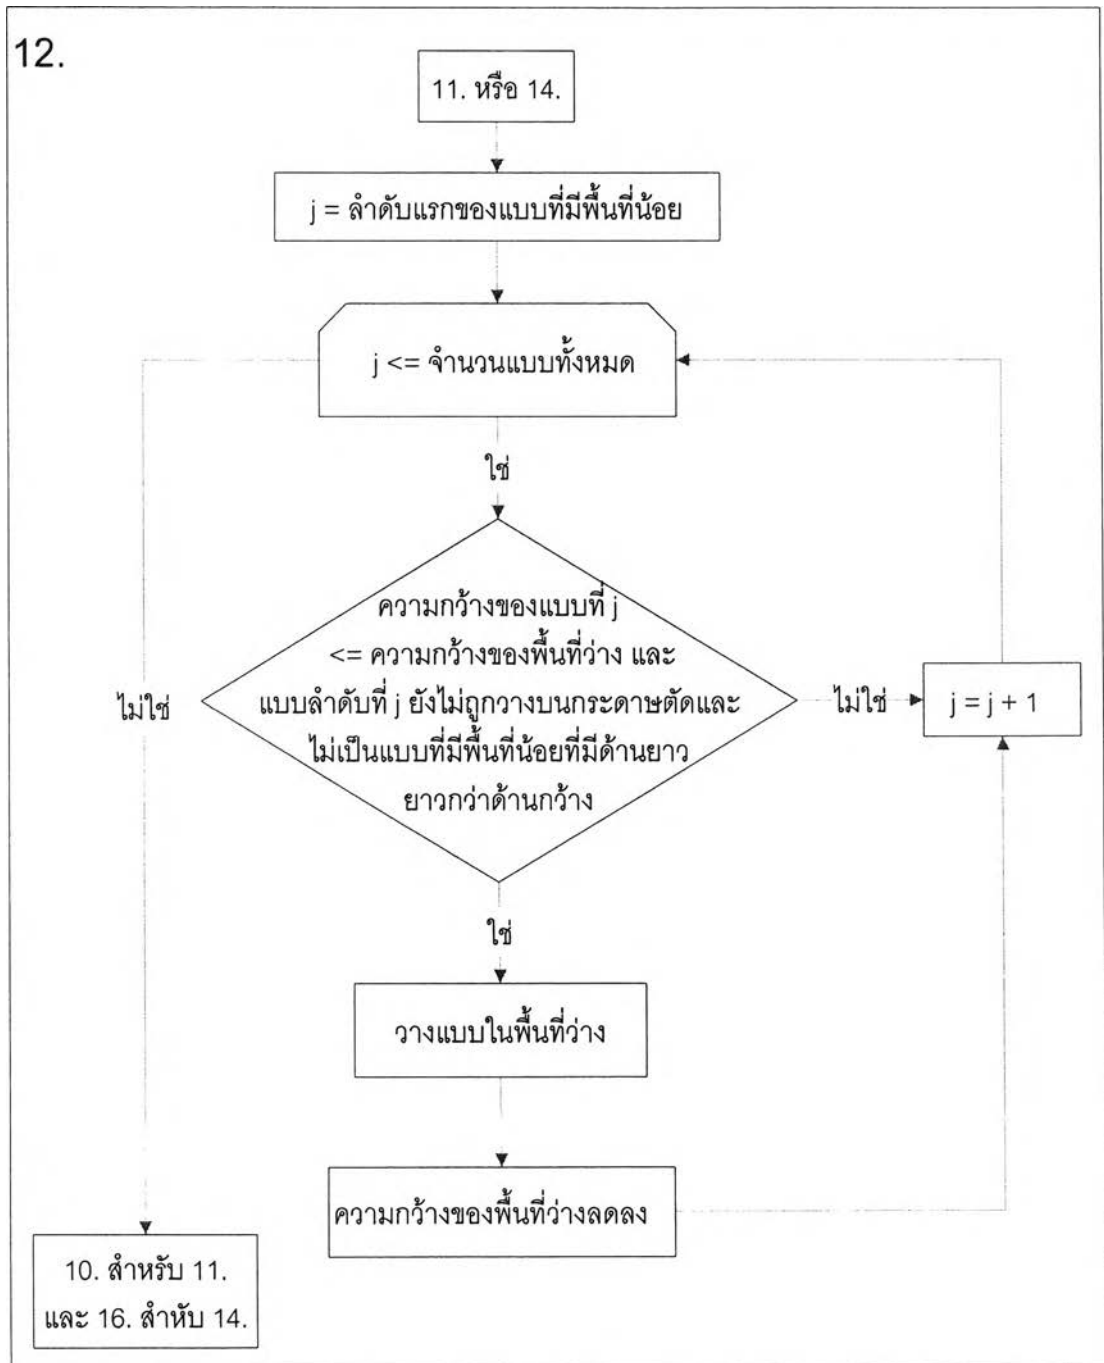 12.
11. หรือ 14.
j = ลำดับแรกของแบบที่มีพื้นที่น้อย
j <= จำนวนแบบทั้งหมด
ใช่
ความกว้างของแบบที่ j
<= ความกว้างของพื้นที่ว่าง และ
แบบลำดับที่ j ยังไม่ถูกวางบนกระดาษตัดและ
ไม่เป็นแบบที่มีพื้นที่น้อยที่มีด้านยาว
ยาวกว่าด้านกว้าง
ไม่ใช่
ไม่ใช่
j = j + 1
ใช่
วางแบบในพื้นที่ว่าง
ความกว้างของพื้นที่ว่างลดลง
10. สำหรับ 11.
และ 16. สำหับ 14.